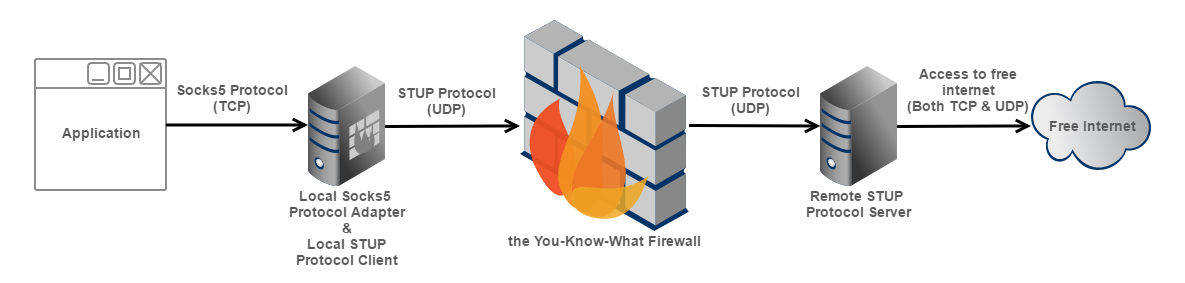 Application
Socks5 Protocol
(TCP)
Local Socks5
Protocol Adapter
&
Local STUP
Protocol Client
STUP Protocol
(UDP)
the You-Know-What Firewall
STUP Protocol
(UDP)
Remote STUP
Protocol Server
Access to free
internet
(Both TCP & UDP)
Free Internet